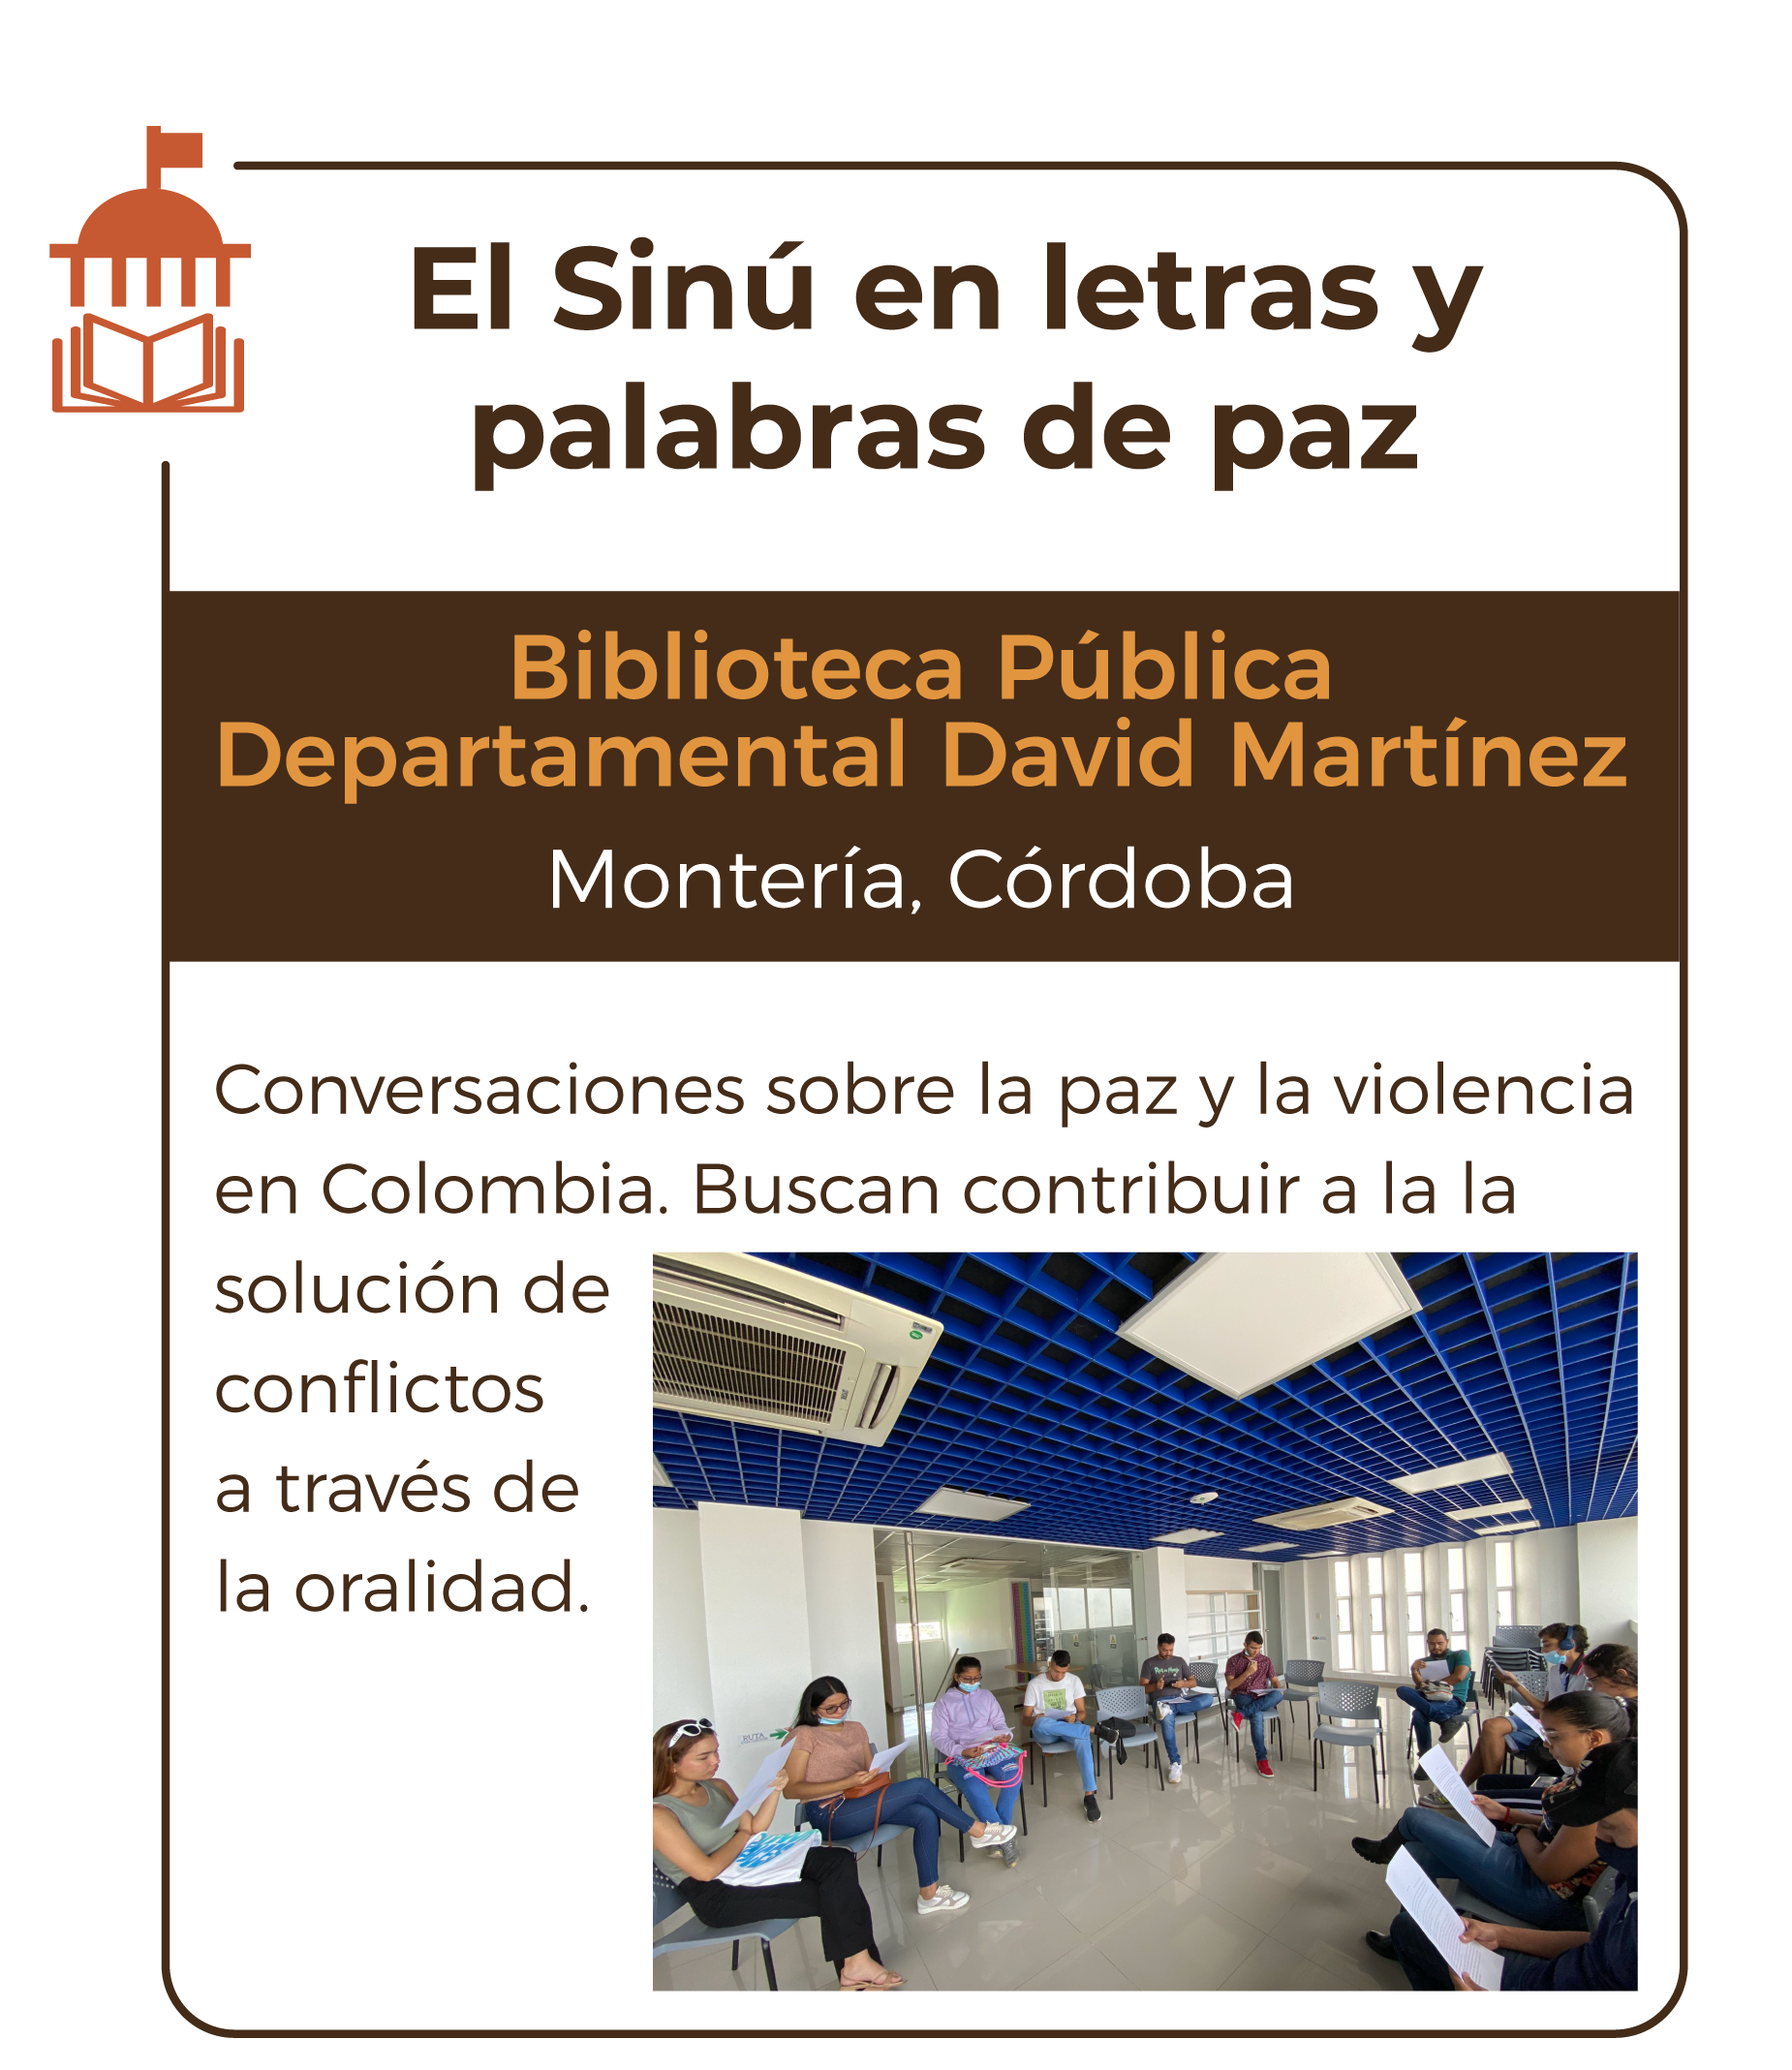 El Sinú en letras y
palabras de paz
Biblioteca Pública
Departamental David Martínez
Montería, Córdoba
Conversaciones sobre la paz y la violencia
en Colombia. Buscan contribuir a la la
solución de
conflictos
a través de
la oralidad.
RUTA